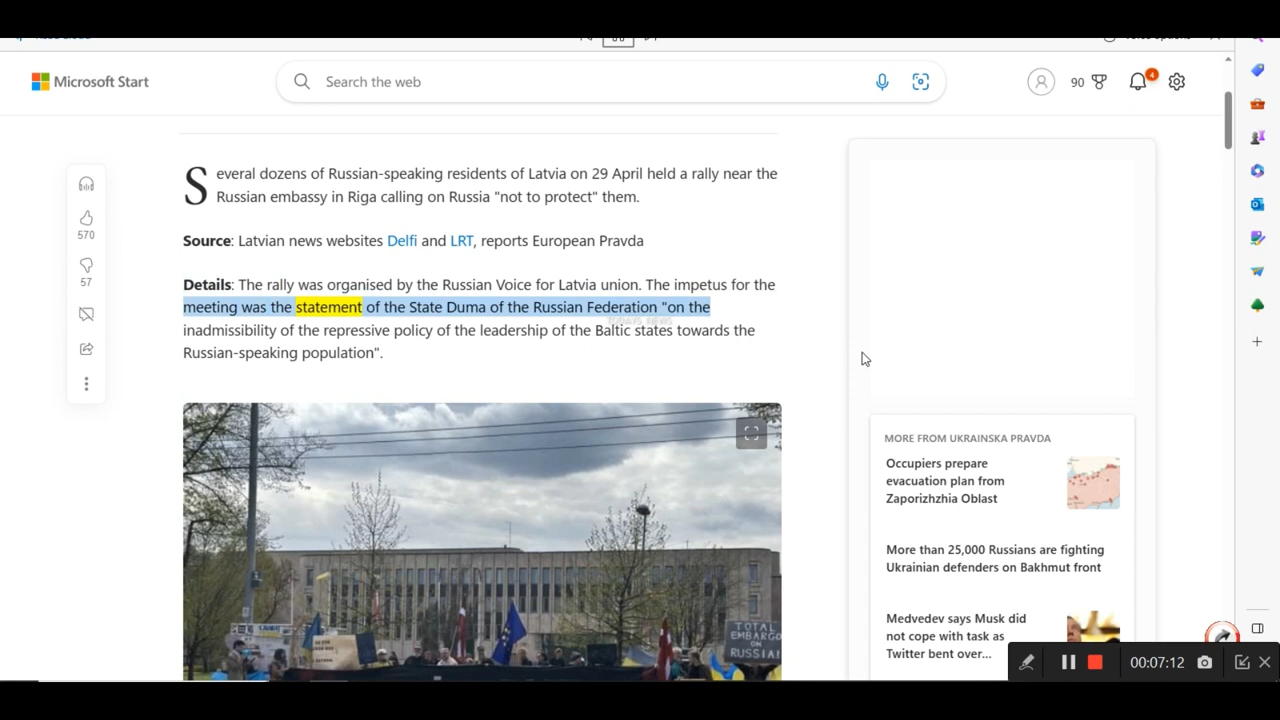 Microsoft Start
Search the web
90
4
Several dozens of Russian-speaking residents of Latvia on 29 April held a rally near the
Russian embassy in Riga calling on Russia "not to protect" them.
570
57
Source: Latvian news websites Delfi and LRT, reports European Pravda
Details: The rally was organised by the Russian Voice for Latvia union. The impetus for the
meeting was the statement of the State Duma of the Russian Federation "on the
inadmissibility of the repressive policy of the leadership of the Baltic states towards the
Russian-speaking population".
TODAYS NEWS
MORE FROM UKRAINSKA PRAVDA
Occupiers prepare
evacuation plan from
Zaporizhzhia Oblast
More than 25,000 Russians are fighting
Ukrainian defenders on Bakhmut front
Medvedev says Musk did
not cope with task as
Twitter bent over...
TOTAL
EMBARGO
ON
RUSSIA!
00:07:12